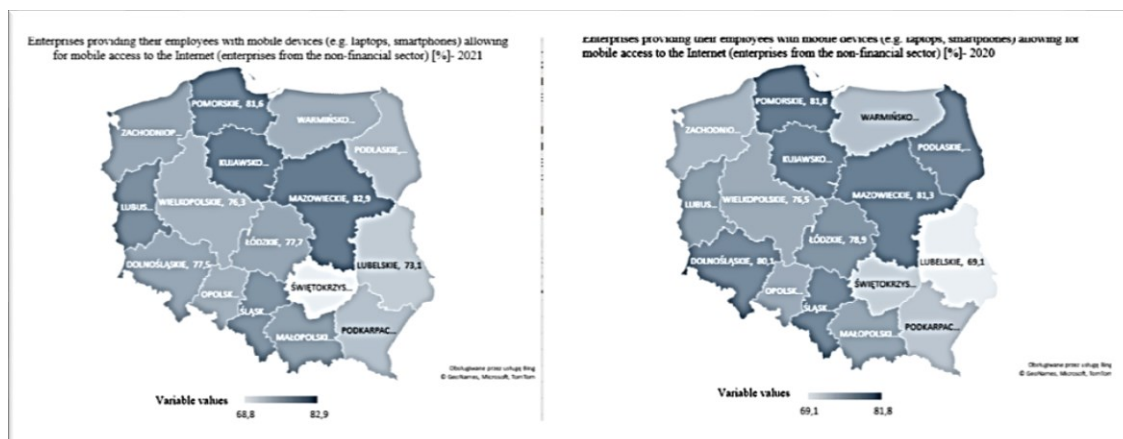 Enterprises providing their employees with mobile devices (e.g. laptops, smartphones) allowing
for mobile access to the Internet (enterprises from the non-financial sector) [%]- 2021
POMORSKIE, 81,6
WARMIŃSKO...
ZACHODNIOP...
PODLASKIE,...
KUJAWSKO...
MAZOWIECKIE, 82,9
WIELKOPOLSKIE, 76,3
LUBUS...
ŁÓDZKIE, 77,7
DOLNOŚLĄSKIE, 77,5
LUBELSKIE, 73,1
ŚWIĘTOKRZYS...
OPOLSK...
ŚLĄSK...
MAŁOPOLSKI...
PODKARPAC...
Obsługiwane przez usługę Bing
© GeoNames, Microsoft, TomTom
Variable values
68,8 82,9
Enterprises providing their employees with mobile devices (e.g. laptops, smartphones) allowing for
mobile access to the Internet (enterprises from the non-financial sector) [%]- 2020
POMORSKIE, 81,8
WARMIŃSKO...
ZACHODNIO...
PODLASKIE,...
KUJAWSKO...
MAZOWIECKIE, 81,3
WIELKOPOLSKIE, 76,5
LUBUS...
ŁÓDZKIE, 78,9
DOLNOŚLĄSKIE, 80,1
LUBELSKIE, 69,1
ŚWIĘTOKRZYS...
OPOLSK...
ŚLĄSK...
MAŁOPOLSKI...
PODKARPAC...
Obsługiwane przez usługę Bing
© GeoNames, Microsoft, TomTom
Variable values
69,1 81,8